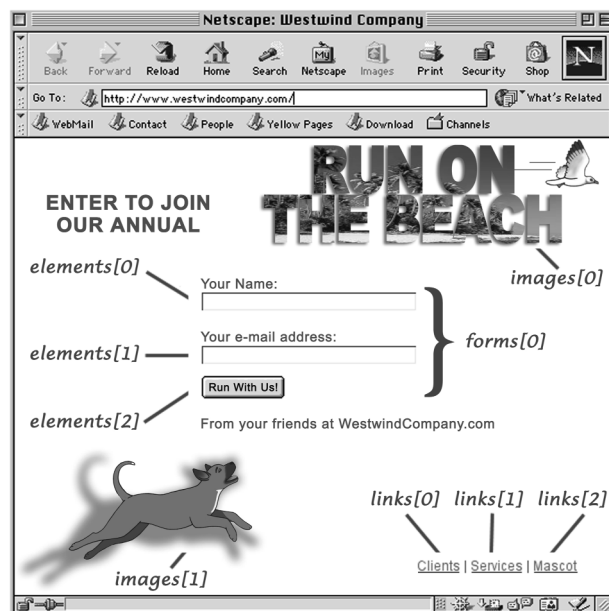 Netscape: Westwind Company
Back Forward Reload Home Search Netscape Images Print Security Shop
My
N
Go To: http://www.westwindcompany.com/ What's Related
WebMail Contact People Yellow Pages Download Channels
RUN ON
THE BEACH
ENTER TO JOIN
OUR ANNUAL
elements[0]
images[0]
Your Name:
elements[1]
Your e-mail address:
forms[0]
Run With Us!
elements[2]
From your friends at WestwindCompany.com
links[0] links[1] links[2]
Clients | Services | Mascot
images[1]